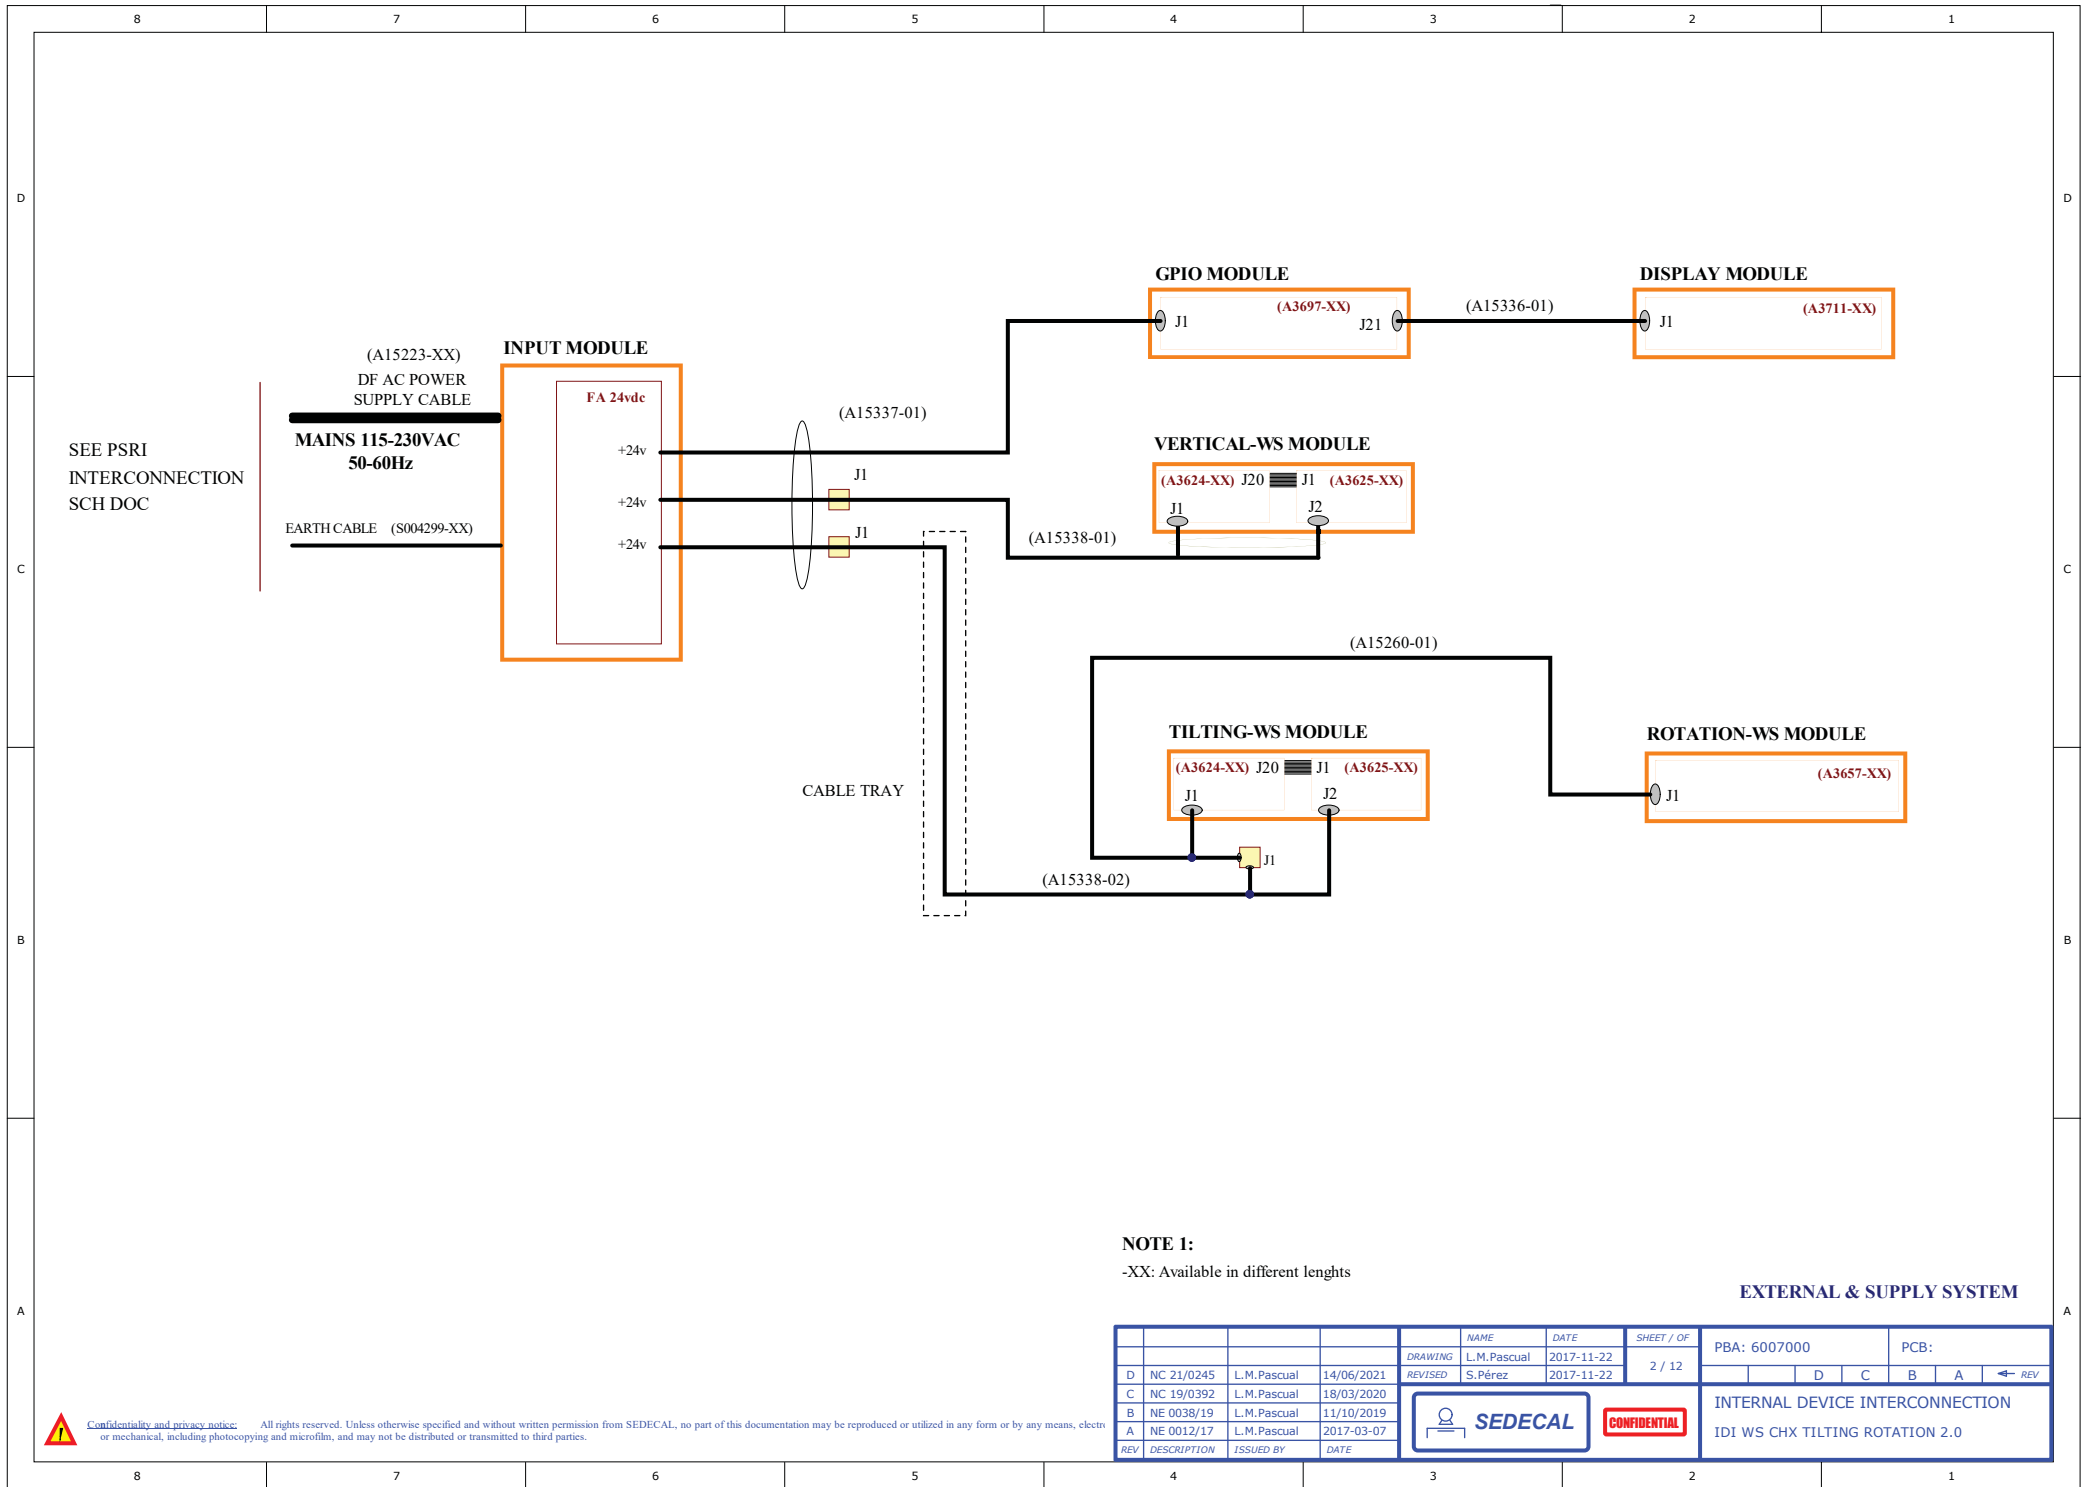 8 7 6 5 4 3 2 1
D D
GPIO MODULE
(A3697-XX)
J1
J21
(A15336-01)
DISPLAY MODULE
(A3711-XX)
J1
(A15223-XX)
DF AC POWER
SUPPLY CABLE
MAINS 115-230VAC
50-60Hz
EARTH CABLE (S004299-XX)
SEE PSRI
INTERCONNECTION
SCH DOC
INPUT MODULE
FA 24vdc
+24v
+24v
+24v
(A15337-01)
J1
J1
VERTICAL-WS MODULE
(A3624-XX) J20 J1 (A3625-XX)
J1 J2
(A15338-01)
C C
(A15260-01)
TILTING-WS MODULE
(A3624-XX) J20 J1 (A3625-XX)
J1 J2
J1
ROTATION-WS MODULE
(A3657-XX)
J1
CABLE TRAY
(A15338-02)
B B
NOTE 1:
-XX: Available in different lenghts
EXTERNAL & SUPPLY SYSTEM
A A
D NC 21/0245 L.M.Pascual 14/06/2021
C NC 19/0392 L.M.Pascual 18/03/2020
B NE 0038/19 L.M.Pascual 11/10/2019
A NE 0012/17 L.M.Pascual 2017-03-07
REV DESCRIPTION ISSUED BY DATE
NAME DATE
DRAWING L.M.Pascual 2017-11-22
REVISED S.Pérez 2017-11-22
SHEET / OF
2 / 12
PBA: 6007000 PCB:
D C B A REV
SEDECAL
CONFIDENTIAL
INTERNAL DEVICE INTERCONNECTION
IDI WS CHX TILTING ROTATION 2.0
Confidentiality and privacy notice: All rights reserved. Unless otherwise specified and without written permission from SEDECAL, no part of this documentation may be reproduced or utilized in any form or by any means, electro
or mechanical, including photocopying and microfilm, and may not be distributed or transmitted to third parties.
8 7 6 5 4 3 2 1